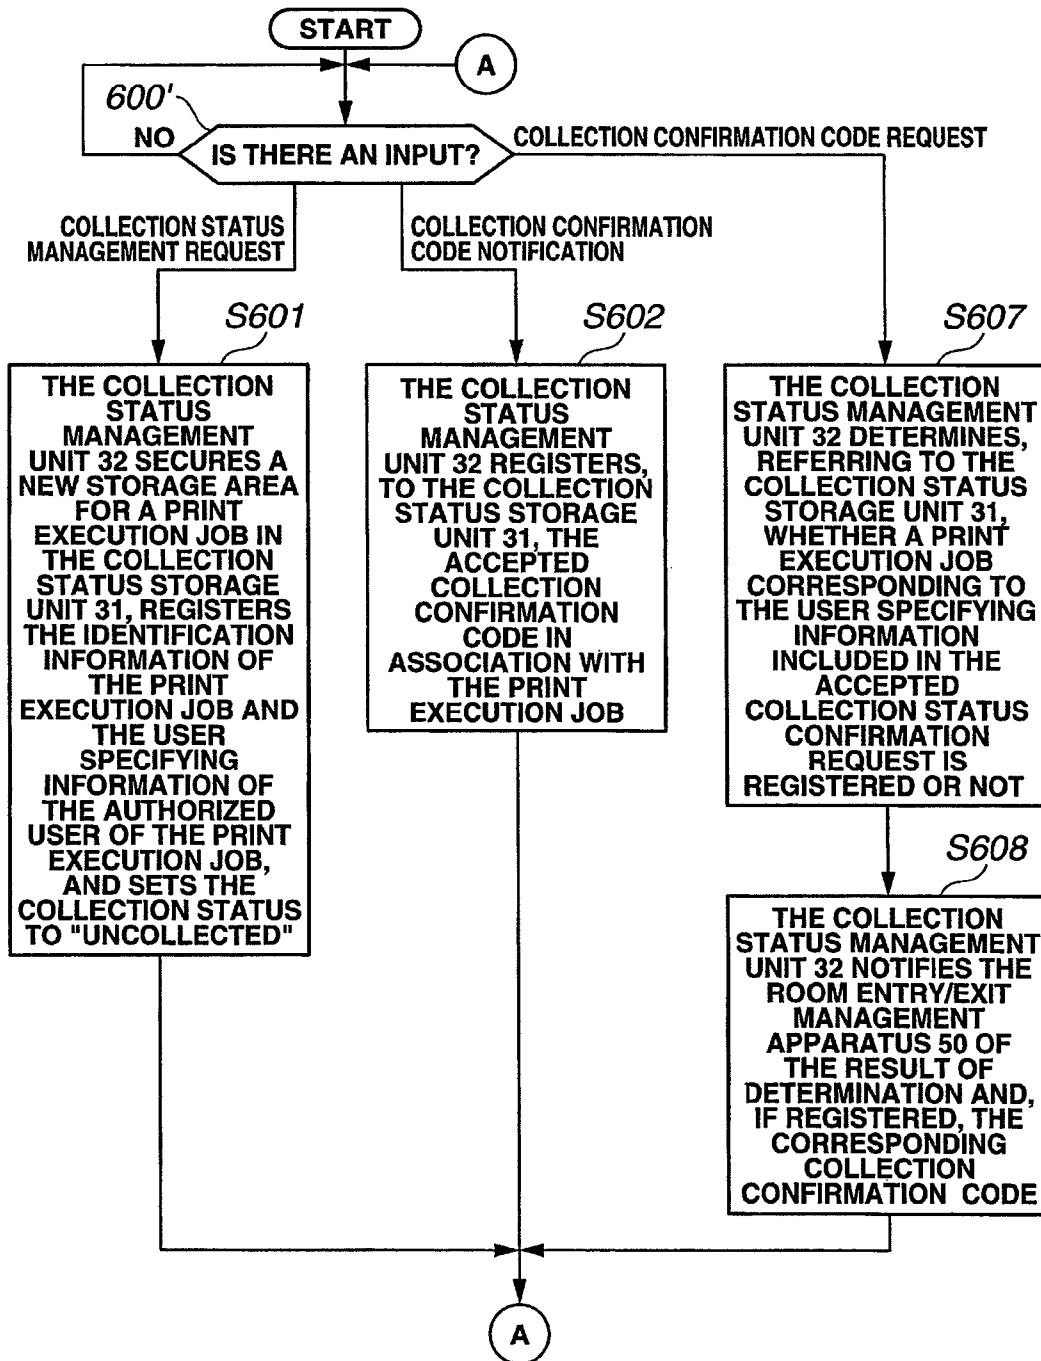 START
A
600'
NO
IS THERE AN INPUT?
COLLECTION CONFIRMATION CODE REQUEST
COLLECTION STATUS
MANAGEMENT REQUEST
COLLECTION CONFIRMATION
CODE NOTIFICATION
S601
THE COLLECTION
STATUS
MANAGEMENT
UNIT 32 SECURES A
NEW STORAGE AREA
FOR A PRINT
EXECUTION JOB IN
THE COLLECTION
STATUS STORAGE
UNIT 31, REGISTERS
THE IDENTIFICATION
INFORMATION OF
THE PRINT
EXECUTION JOB AND
THE USER
SPECIFYING
INFORMATION OF
THE AUTHORIZED
USER OF THE PRINT
EXECUTION JOB,
AND SETS THE
COLLECTION STATUS
TO "UNCOLLECTED"
S602
THE COLLECTION
STATUS
MANAGEMENT
UNIT 32 REGISTERS,
TO THE COLLECTION
STATUS STORAGE
UNIT 31, THE
ACCEPTED
COLLECTION
CONFIRMATION
CODE IN
ASSOCIATION WITH
THE PRINT
EXECUTION JOB
S607
THE COLLECTION
STATUS MANAGEMENT
UNIT 32 DETERMINES,
REFERRING TO THE
COLLECTION STATUS
STORAGE UNIT 31,
WHETHER A PRINT
EXECUTION JOB
CORRESPONDING TO
THE USER SPECIFYING
INFORMATION
INCLUDED IN THE
ACCEPTED
COLLECTION STATUS
CONFIRMATION
REQUEST IS
REGISTERED OR NOT
S608
THE COLLECTION
STATUS MANAGEMENT
UNIT 32 NOTIFIES THE
ROOM ENTRY/EXIT
MANAGEMENT
APPARATUS 50 OF
THE RESULT OF
DETERMINATION AND,
IF REGISTERED, THE
CORRESPONDING
COLLECTION
CONFIRMATION CODE
A